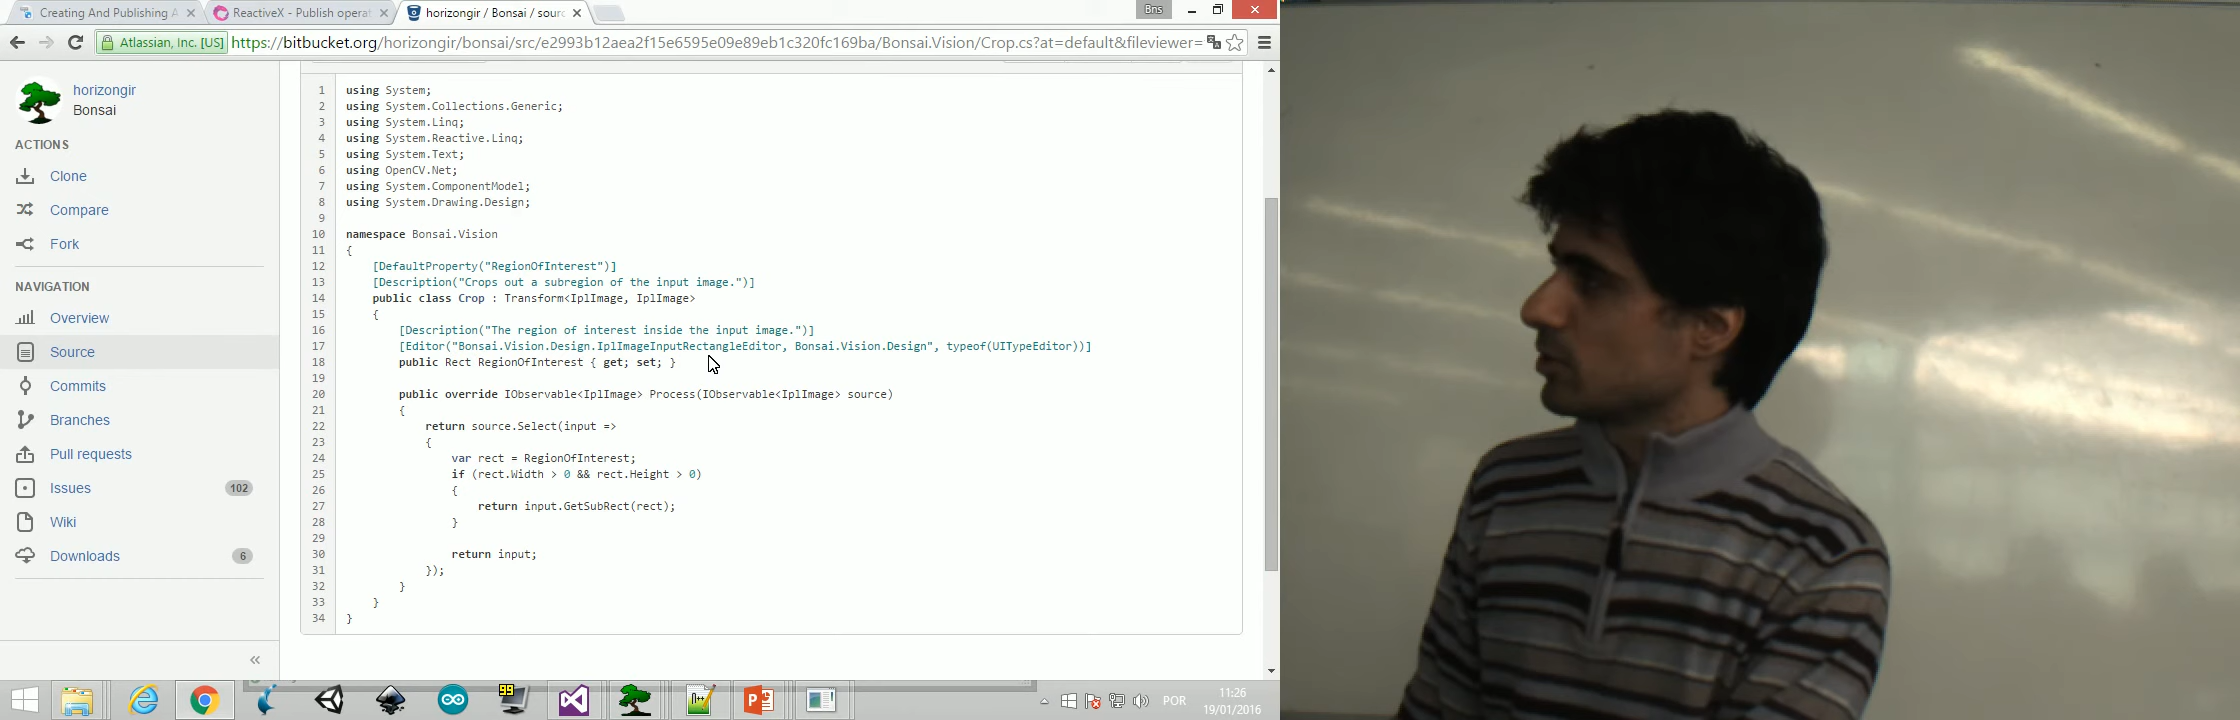 Creating And Publishing A
ReactiveX - Publish operat
horizongir / Bonsai / sour
Bns
Atlassian, Inc. [US]
https://bitbucket.org/horizongir/bonsai/src/e2993b12aea2f15e6595e09e89eb1c320fc169ba/Bonsai.Vision/Crop.cs?at=default&fileviewer=
horizongir
Bonsai
ACTIONS
Clone
Compare
Fork
NAVIGATION
Overview
Source
Commits
Branches
Pull requests
Issues 102
Wiki
Downloads 6
«
1 using System;
2 using System.Collections.Generic;
3 using System.Linq;
4 using System.Reactive.Linq;
5 using System.Text;
6 using OpenCV.Net;
7 using System.ComponentModel;
8 using System.Drawing.Design;
9
10 namespace Bonsai.Vision
11 {
12 [DefaultProperty("RegionOfInterest")]
13 [Description("Crops out a subregion of the input image.")]
14 public class Crop : Transform<IplImage, IplImage>
15 {
16 [Description("The region of interest inside the input image.")]
17 [Editor("Bonsai.Vision.Design.IplImageInputRectangleEditor, Bonsai.Vision.Design", typeof(UITypeEditor))]
18 public Rect RegionOfInterest { get; set; }
19
20 public override IObservable<IplImage> Process(IObservable<IplImage> source)
21 {
22 return source.Select(input =>
23 {
24 var rect = RegionOfInterest;
25 if (rect.Width > 0 && rect.Height > 0)
26 {
27 return input.GetSubRect(rect);
28 }
29
30 return input;
31 });
32 }
33 }
34 }
99
POR
11:26
19/01/2016